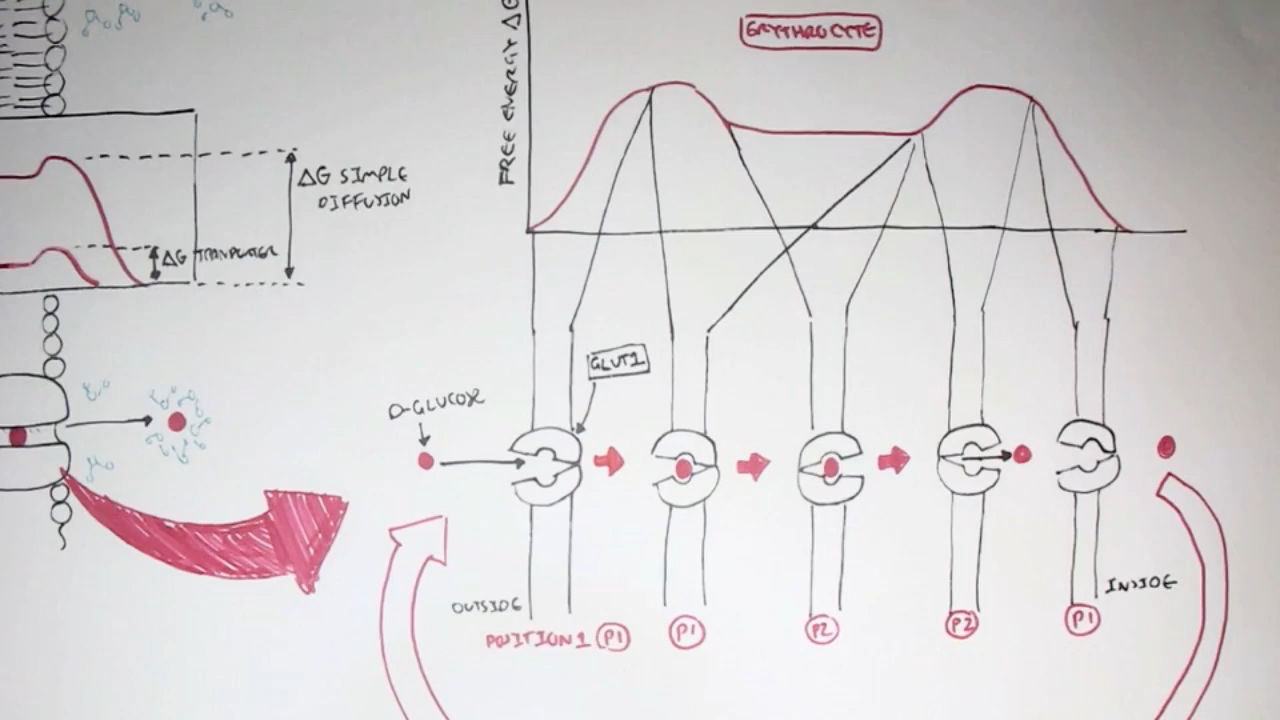 ERYTHROCYTE
FREE ENERGY ΔG
ΔG SIMPLE
DIFFUSION
ΔG TRANPORTER
GLUT1
D-GLUCOSE
OUTSIDE
INSIDE
POSITION 1 P1
P1
P2
P2
P1